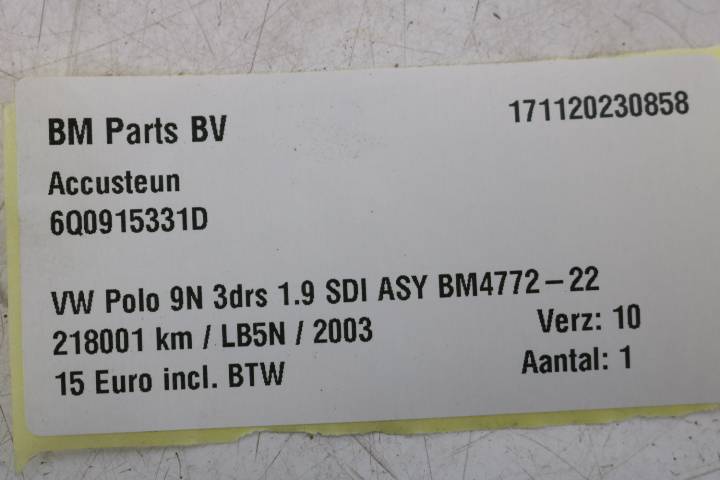 BM Parts BV
171120230858
Accusteun
6Q0915331D
VW Polo 9N 3drs 1.9 SDI ASY BM4772-22
218001 km / LB5N / 2003
Verz: 10
15 Euro incl. BTW
Aantal: 1